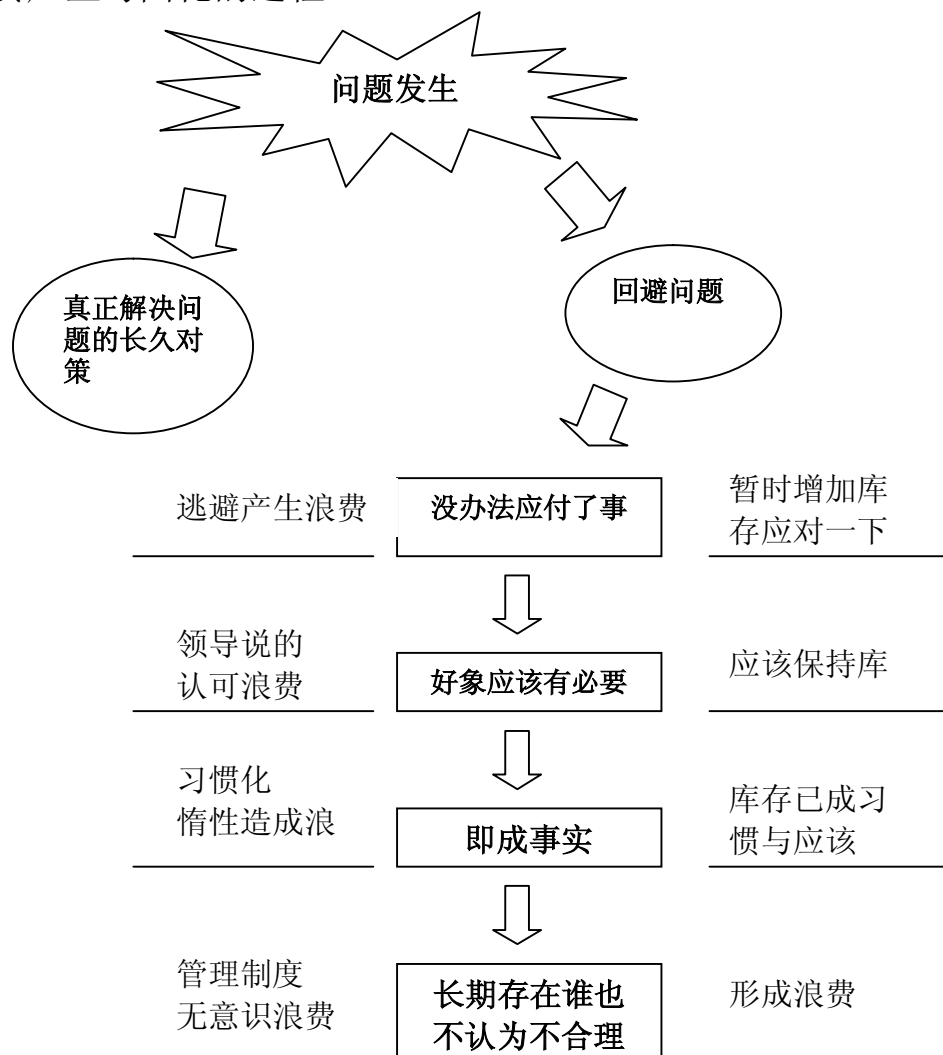 问题发生
真正解决问
题的长久对
策
回避问题
逃避产生浪费
没办法应付了事
暂时增加库
存应对一下
领导说的
认可浪费
好象应该有必要
应该保持库
习惯化
惰性造成浪
即成事实
库存已成习
惯与应该
管理制度
无意识浪费
长期存在谁也
不认为不合理
形成浪费